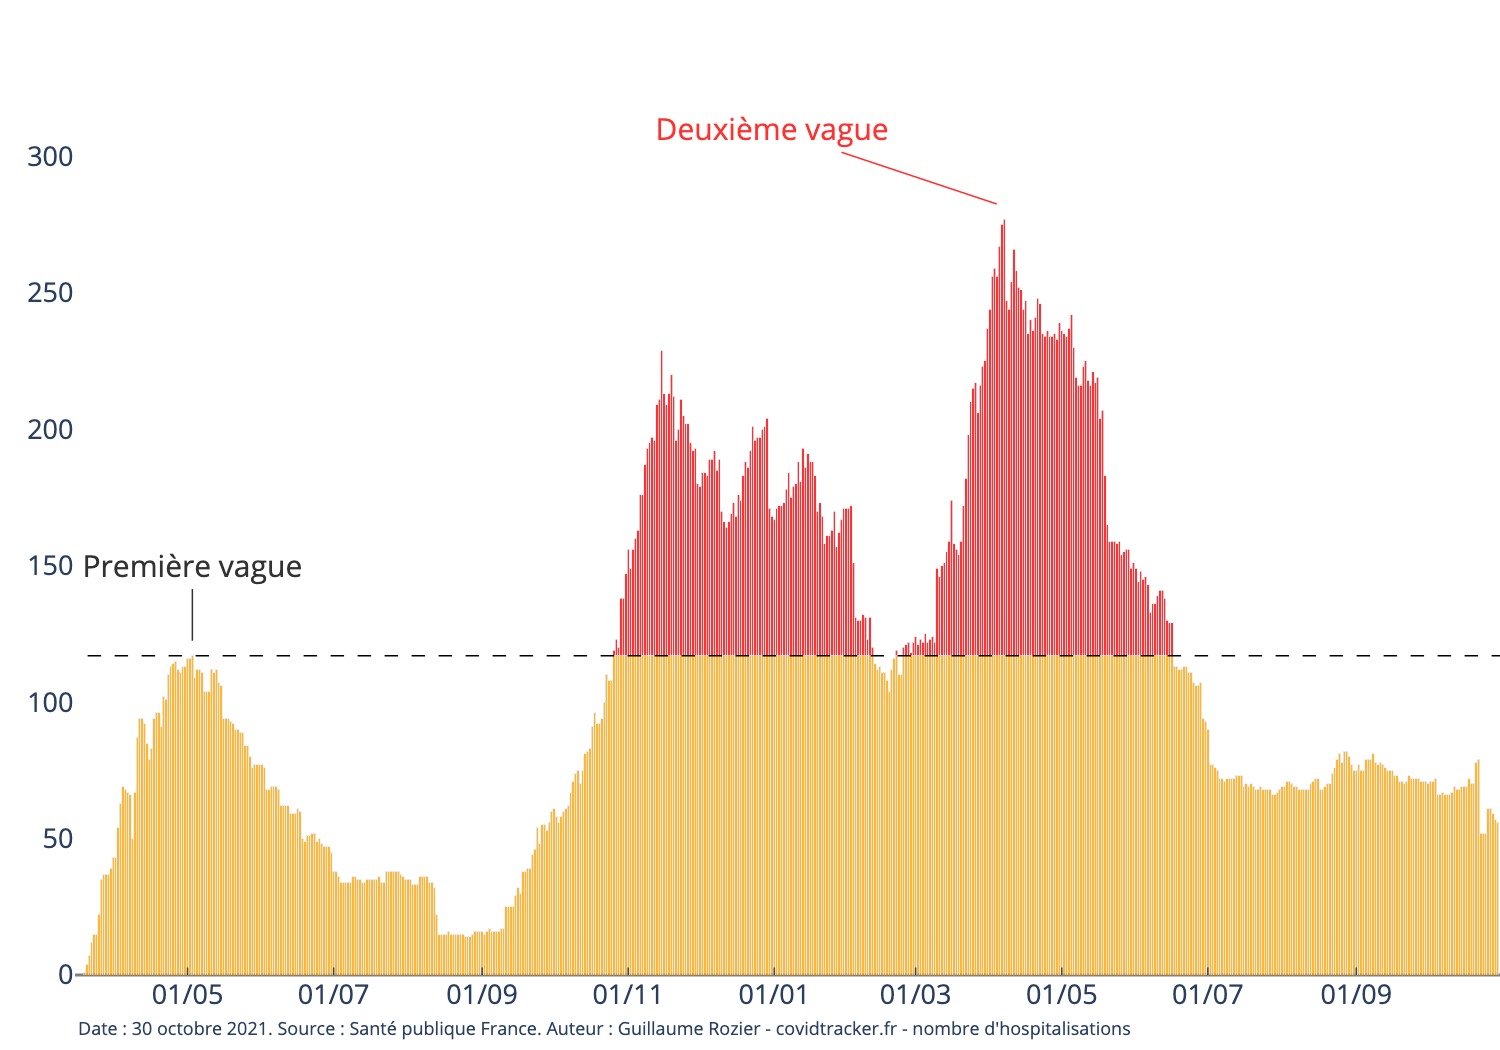 Deuxième vague
300
250
200
150
Première vague
100
50
0
01/05 01/07 01/09 01/11 01/01 01/03 01/05 01/07 01/09
Date : 30 octobre 2021. Source : Santé publique France. Auteur : Guillaume Rozier - covidtracker.fr - nombre d'hospitalisations